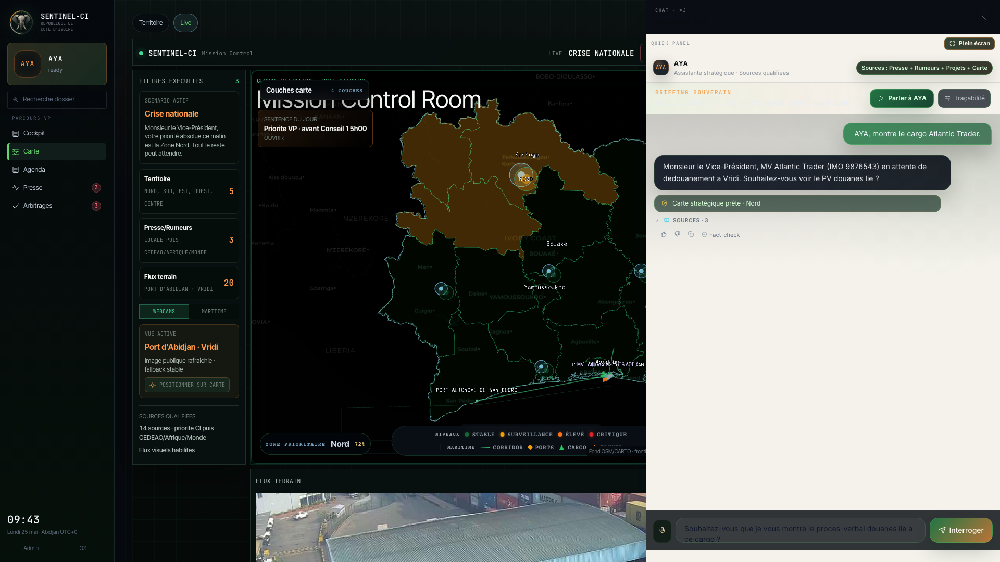 SENTINEL-CI
REPUBLIQUE DE
COTE D'IVOIRE
AYA
AYA
ready
Recherche dossier
PARCOURS VP
Cockpit
Carte
Agenda
Presse
3
Arbitrages
3
09:43
Lundi 25 mai · Abidjan UTC+0
Admin
OS
Territoire
Live
SENTINEL-CI Mission Control
LIVE CRISE NATIONALE
FILTRES EXECUTIFS
3
SCENARIO ACTIF
Crise nationale
Monsieur le Vice-Président,
votre priorité absolue ce matin
est la Zone Nord. Tout le reste
peut attendre.
Territoire
NORD, SUD, EST, OUEST,
CENTRE
5
Presse/Rumeurs
LOCALE PUIS
CEDEAO/AFRIQUE/MONDE
3
Flux terrain
PORT D'ABIDJAN · VRIDI
20
WEBCAMS
MARITIME
VUE ACTIVE
Port d'Abidjan · Vridi
Image publique rafraichie ·
fallback stable
POSITIONNER SUR CARTE
SOURCES QUALIFIEES
14 sources · priorite CI puis
CEDEAO/Afrique/Monde
Flux visuels habilites
Mission Control Room
Couches carte
4 COUCHES
SENTENCE DU JOUR
Priorite VP · avant Conseil 15h00
OUVRIR
BOBO-DIOULASSO
Banfora
Kissidougou
Koidu
Macenta
NZEREKORE
Kenema
N'ZÉRÉKORÉ
Gbarnga
LIBERIA
Korhogo
NORD
IVORY COAST
Bouake
BOUAKÉ
Man
Yamoussoukro
Daloa
YAMOUSSOUKRO
Abengourou
Guiglo
Gagnoa
Agboville
Soubré
Abidjan
PORT AUTONOME DE SAN PEDRO
San-Pédro
ZONE PRIORITAIRE Nord 72%
NIVEAUX STABLE SURVEILLANCE ÉLEVÉ CRITIQUE
MARITIME CORRIDOR PORTS CARGO
Fond OSM/CARTO · fronti
FLUX TERRAIN
MAERSK
CHAT · ⌘J
QUICK PANEL
Plein écran
AYA
AYA
Assistante stratégique · Sources qualifiees
Sources : Presse + Rumeurs + Projets + Carte
BRIEFING SOUVERAIN
Parler à AYA
Traçabilité
AYA, montre le cargo Atlantic Trader.
Monsieur le Vice-Président, MV Atlantic Trader (IMO 9876543) en attente de
dedouanement a Vridi. Souhaitez-vous voir le PV douanes lie ?
Carte stratégique prête · Nord
SOURCES · 3
Fact-check
Souhaitez-vous que je vous montre le proces-verbal douanes lie a
ce cargo ?
Interroger